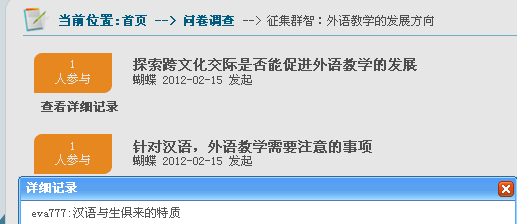 当前位置:首页 --> 问卷调查 --> 征集群智：外语教学的发展方向
1
人参与
探索跨文化交际是否能促进外语教学的发展
蝴蝶 2012-02-15 发起
查看详细记录
1
人参与
针对汉语，外语教学需要注意的事项
蝴蝶 2012-02-15 发起
详细记录
eva777:汉语与生俱来的特质